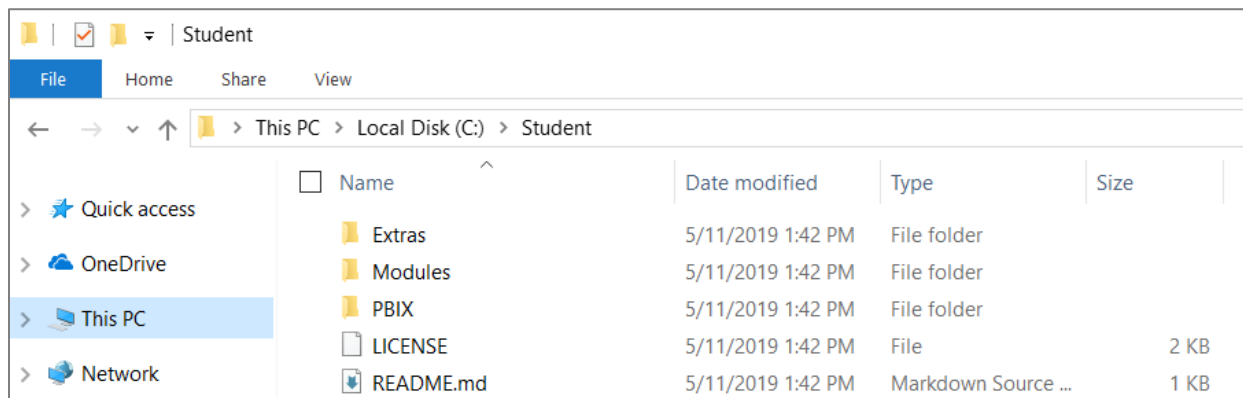 Student
File Home Share View
This PC > Local Disk (C:) > Student
Name Date modified Type Size
Quick access
OneDrive
This PC
Network
Extras 5/11/2019 1:42 PM File folder
Modules 5/11/2019 1:42 PM File folder
PBIX 5/11/2019 1:42 PM File folder
LICENSE 5/11/2019 1:42 PM File 2 KB
README.md 5/11/2019 1:42 PM Markdown Source ... 1 KB